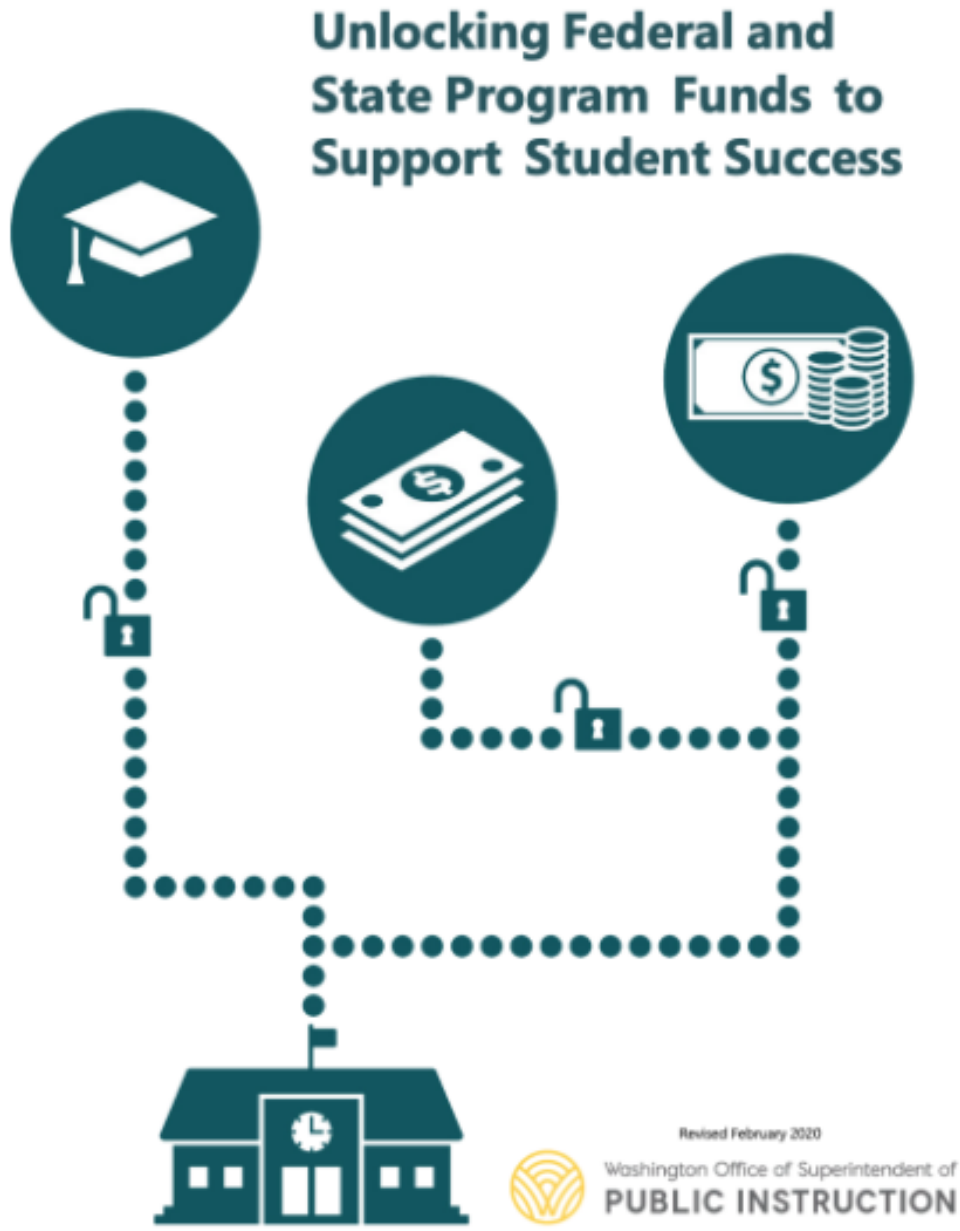 Unlocking Federal and
State Program Funds to
Support Student Success
$
$
Revised February 2020
Washington Office of Superintendent of
PUBLIC INSTRUCTION